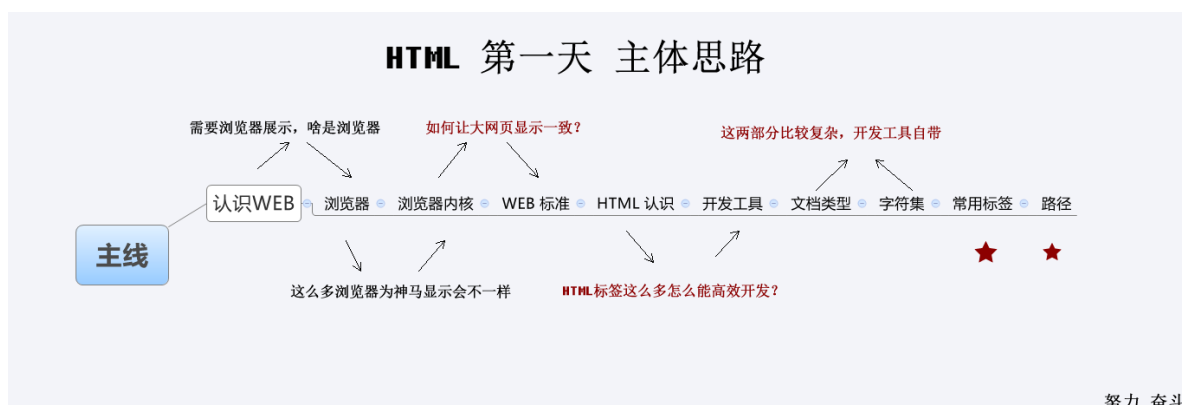 HTML 第一天 主体思路
需要浏览器展示，啥是浏览器
如何让大网页显示一致？
这两部分比较复杂，开发工具自带
认识WEB 浏览器 浏览器内核 WEB 标准 HTML 认识 开发工具 文档类型 字符集 常用标签 路径
主线
这么多浏览器为神马显示会不一样
HTML标签这么多怎么能高效开发？
努力 奋斗